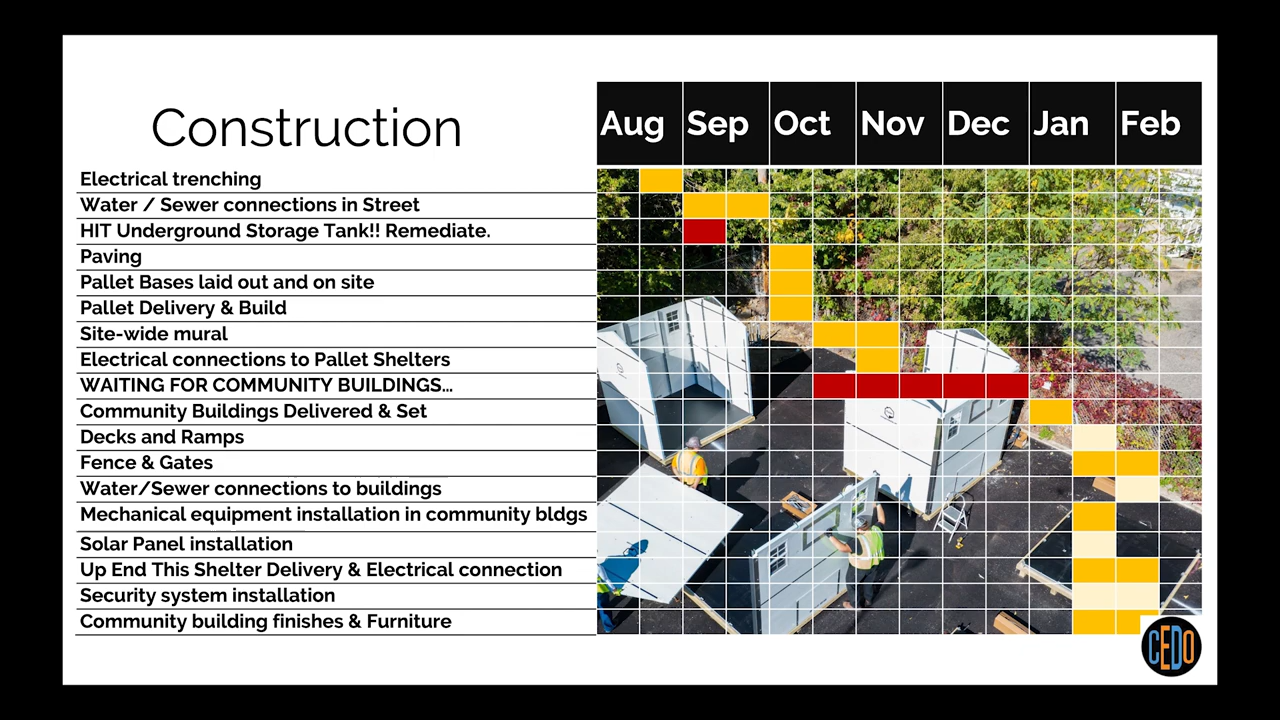 Construction
Aug Sep Oct Nov Dec Jan Feb
Electrical trenching
Water / Sewer connections in Street
HIT Underground Storage Tank!! Remediate.
Paving
Pallet Bases laid out and on site
Pallet Delivery & Build
Site-wide mural
Electrical connections to Pallet Shelters
WAITING FOR COMMUNITY BUILDINGS...
Community Buildings Delivered & Set
Decks and Ramps
Fence & Gates
Water/Sewer connections to buildings
Mechanical equipment installation in community bldgs
Solar Panel installation
Up End This Shelter Delivery & Electrical connection
Security system installation
Community building finishes & Furniture
CEDO